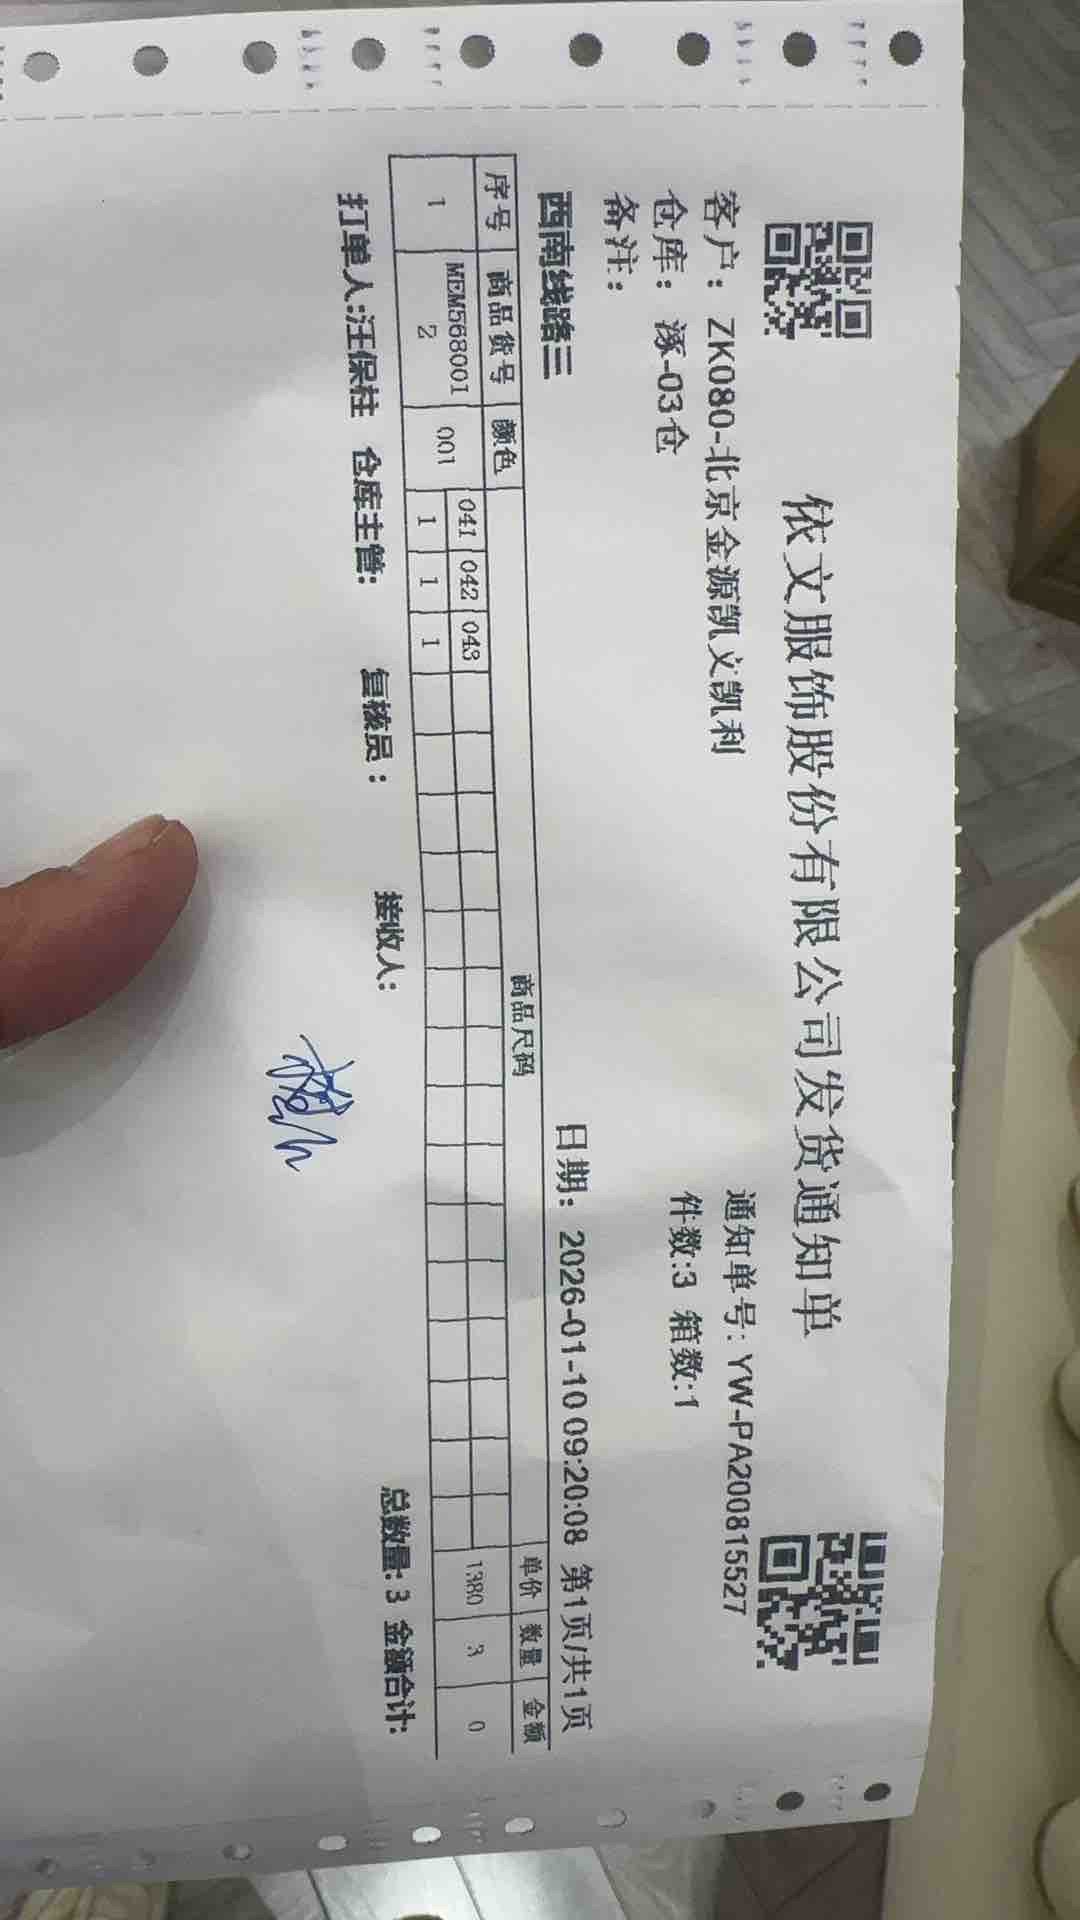 依文服饰股份有限公司发货通知单
客户：ZK080-北京金源凯文凯利
通知单号：YW-PA200815527
仓库：涿-03仓
件数:3 箱数:1
备注：
西南线路三
日期：2026-01-10 09:20:08 第1页/共1页
序号 商品货号 颜色 商品尺码 单价 数量 金额
1 MEM568001 2 001 041 042 043 1380 3 0
1 1 1
打单人:汪保柱 仓库主管: 复核员： 接收人: 总数量:3 金额合计: